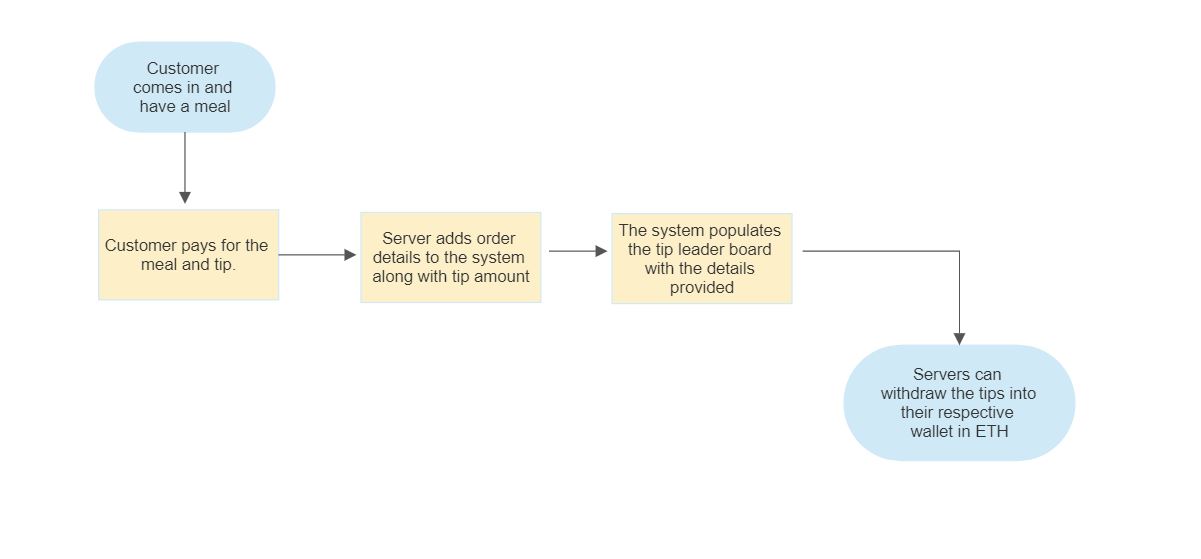 Customer
comes in and
have a meal
Customer pays for the
meal and tip.
Server adds order
details to the system
along with tip amount
The system populates
the tip leader board
with the details
provided
Servers can
withdraw the tips into
their respective
wallet in ETH